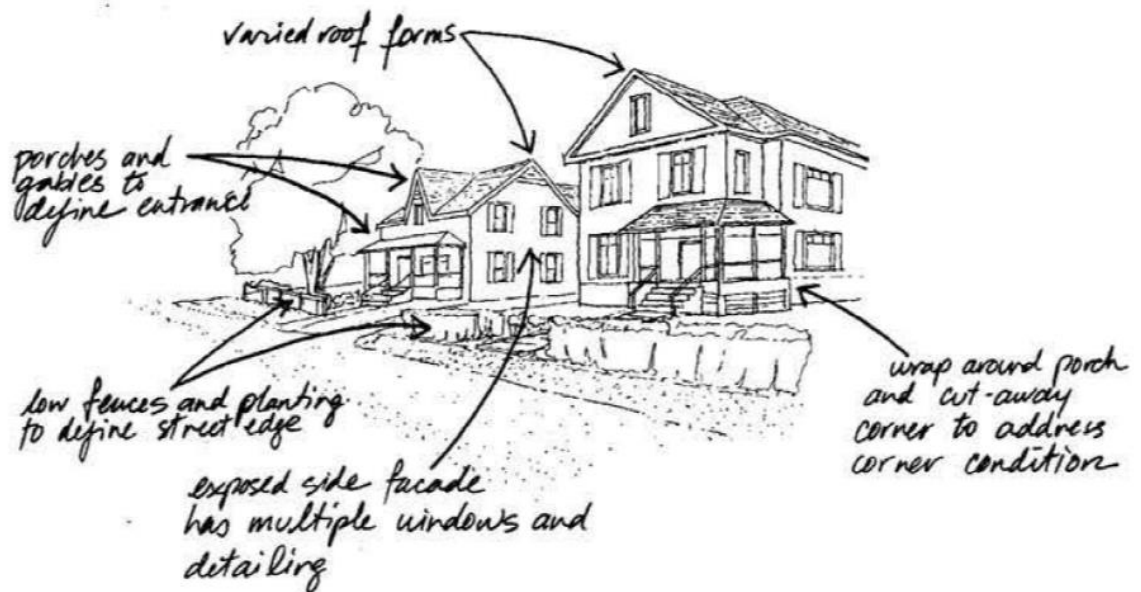 varied roof forms
porches and
gables to
define entrance
low fences and planting
to define street edge
exposed side facade
has multiple windows and
detailing
wrap around porch
and cut-away
corner to address
corner condition